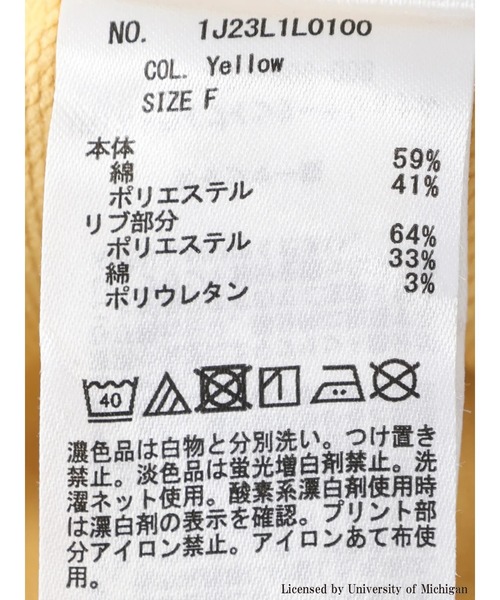 NO. 1J23L1L0100
COL. Yellow
SIZE F
本体
綿 59%
ポリエステル 41%
リブ部分
ポリエステル 64%
綿 33%
ポリウレタン 3%
40
濃色品は白物と分別洗い。つけ置き
禁止。淡色品は蛍光増白剤禁止。洗
濯ネット使用。酸素系漂白剤使用時
は漂白剤の表示を確認。プリント部
分アイロン禁止。アイロンあて布使
用。
Licensed by University of Michigan